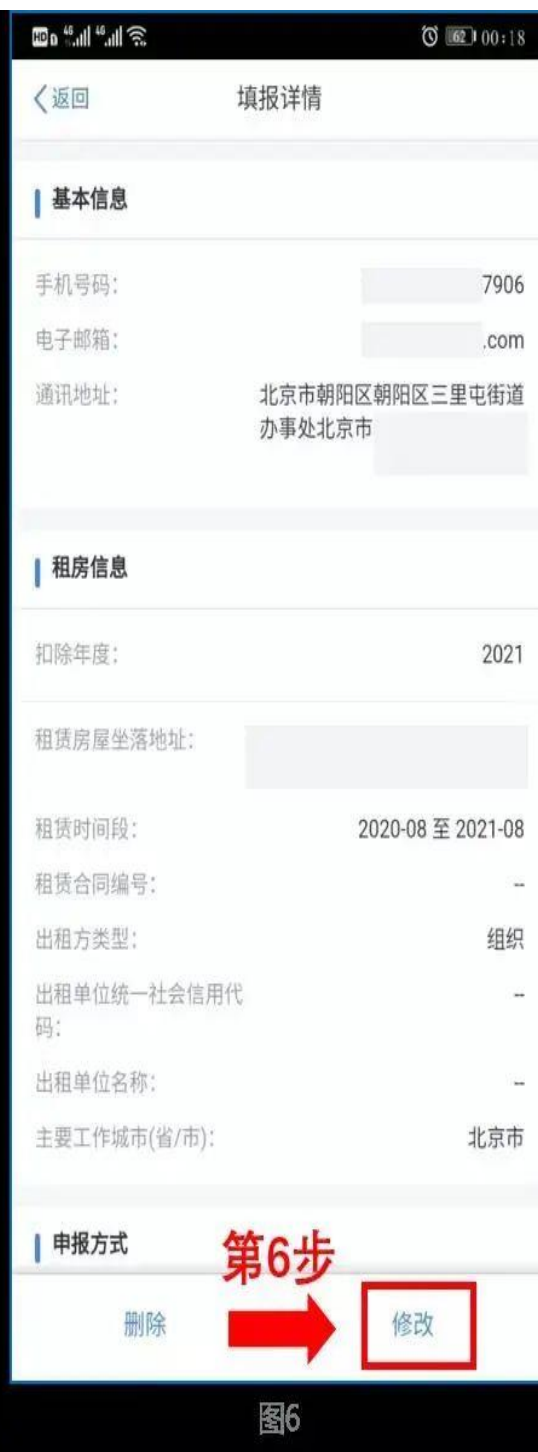 HD 46 46 62 00:18
返回 填报详情
基本信息
手机号码： 7906
电子邮箱： .com
通讯地址： 北京市朝阳区朝阳区三里屯街道
办事处北京市
租房信息
扣除年度： 2021
租赁房屋坐落地址：
租赁时间段： 2020-08 至 2021-08
租赁合同编号： --
出租方类型： 组织
出租单位统一社会信用代 --
码：
出租单位名称： --
主要工作城市(省/市)： 北京市
申报方式
第6步
删除 修改
图6